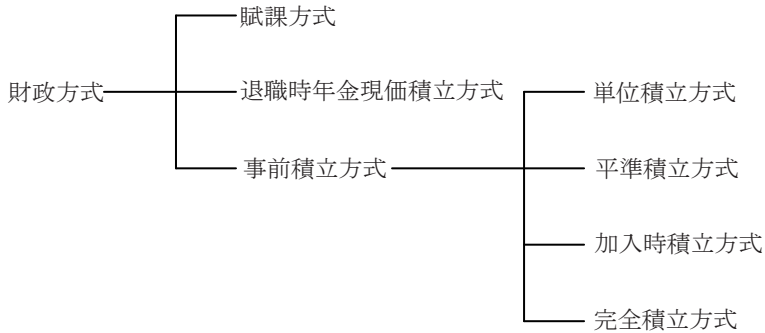 賦課方式
財政方式
退職時年金現価積立方式
単位積立方式
事前積立方式
平準積立方式
加入時積立方式
完全積立方式